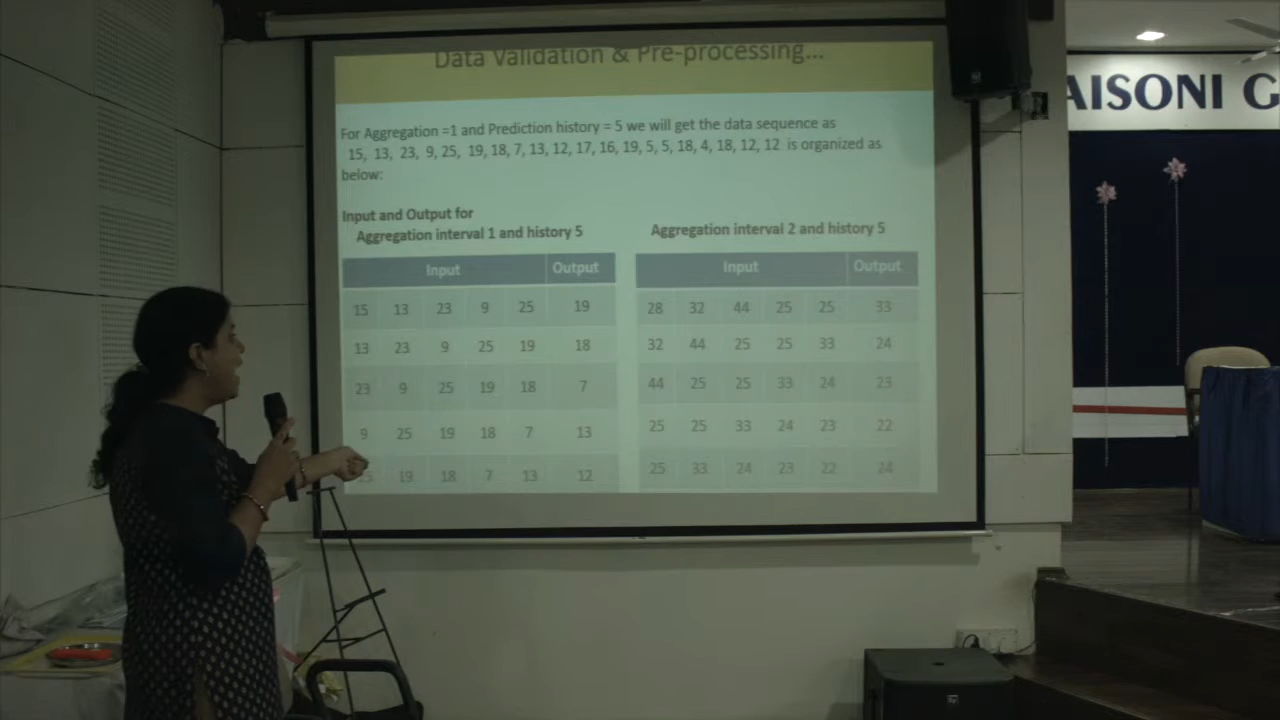 Data Validation & Pre-processing...
AISONI G
For Aggregation =1 and Prediction history = 5 we will get the data sequence as
15, 13, 23, 9, 25, 19, 18, 7, 13, 12, 17, 16, 19, 5, 5, 18, 4, 18, 12, 12 is organized as
below:
Input and Output for
Aggregation interval 1 and history 5
Input Output
15 13 23 9 25 19
13 23 9 25 19 18
23 9 25 19 18 7
9 25 19 18 7 13
25 19 18 7 13 12
Aggregation interval 2 and history 5
Input Output
28 32 44 25 25 33
32 44 25 25 33 24
44 25 25 33 24 23
25 25 33 24 23 22
25 33 24 23 22 24